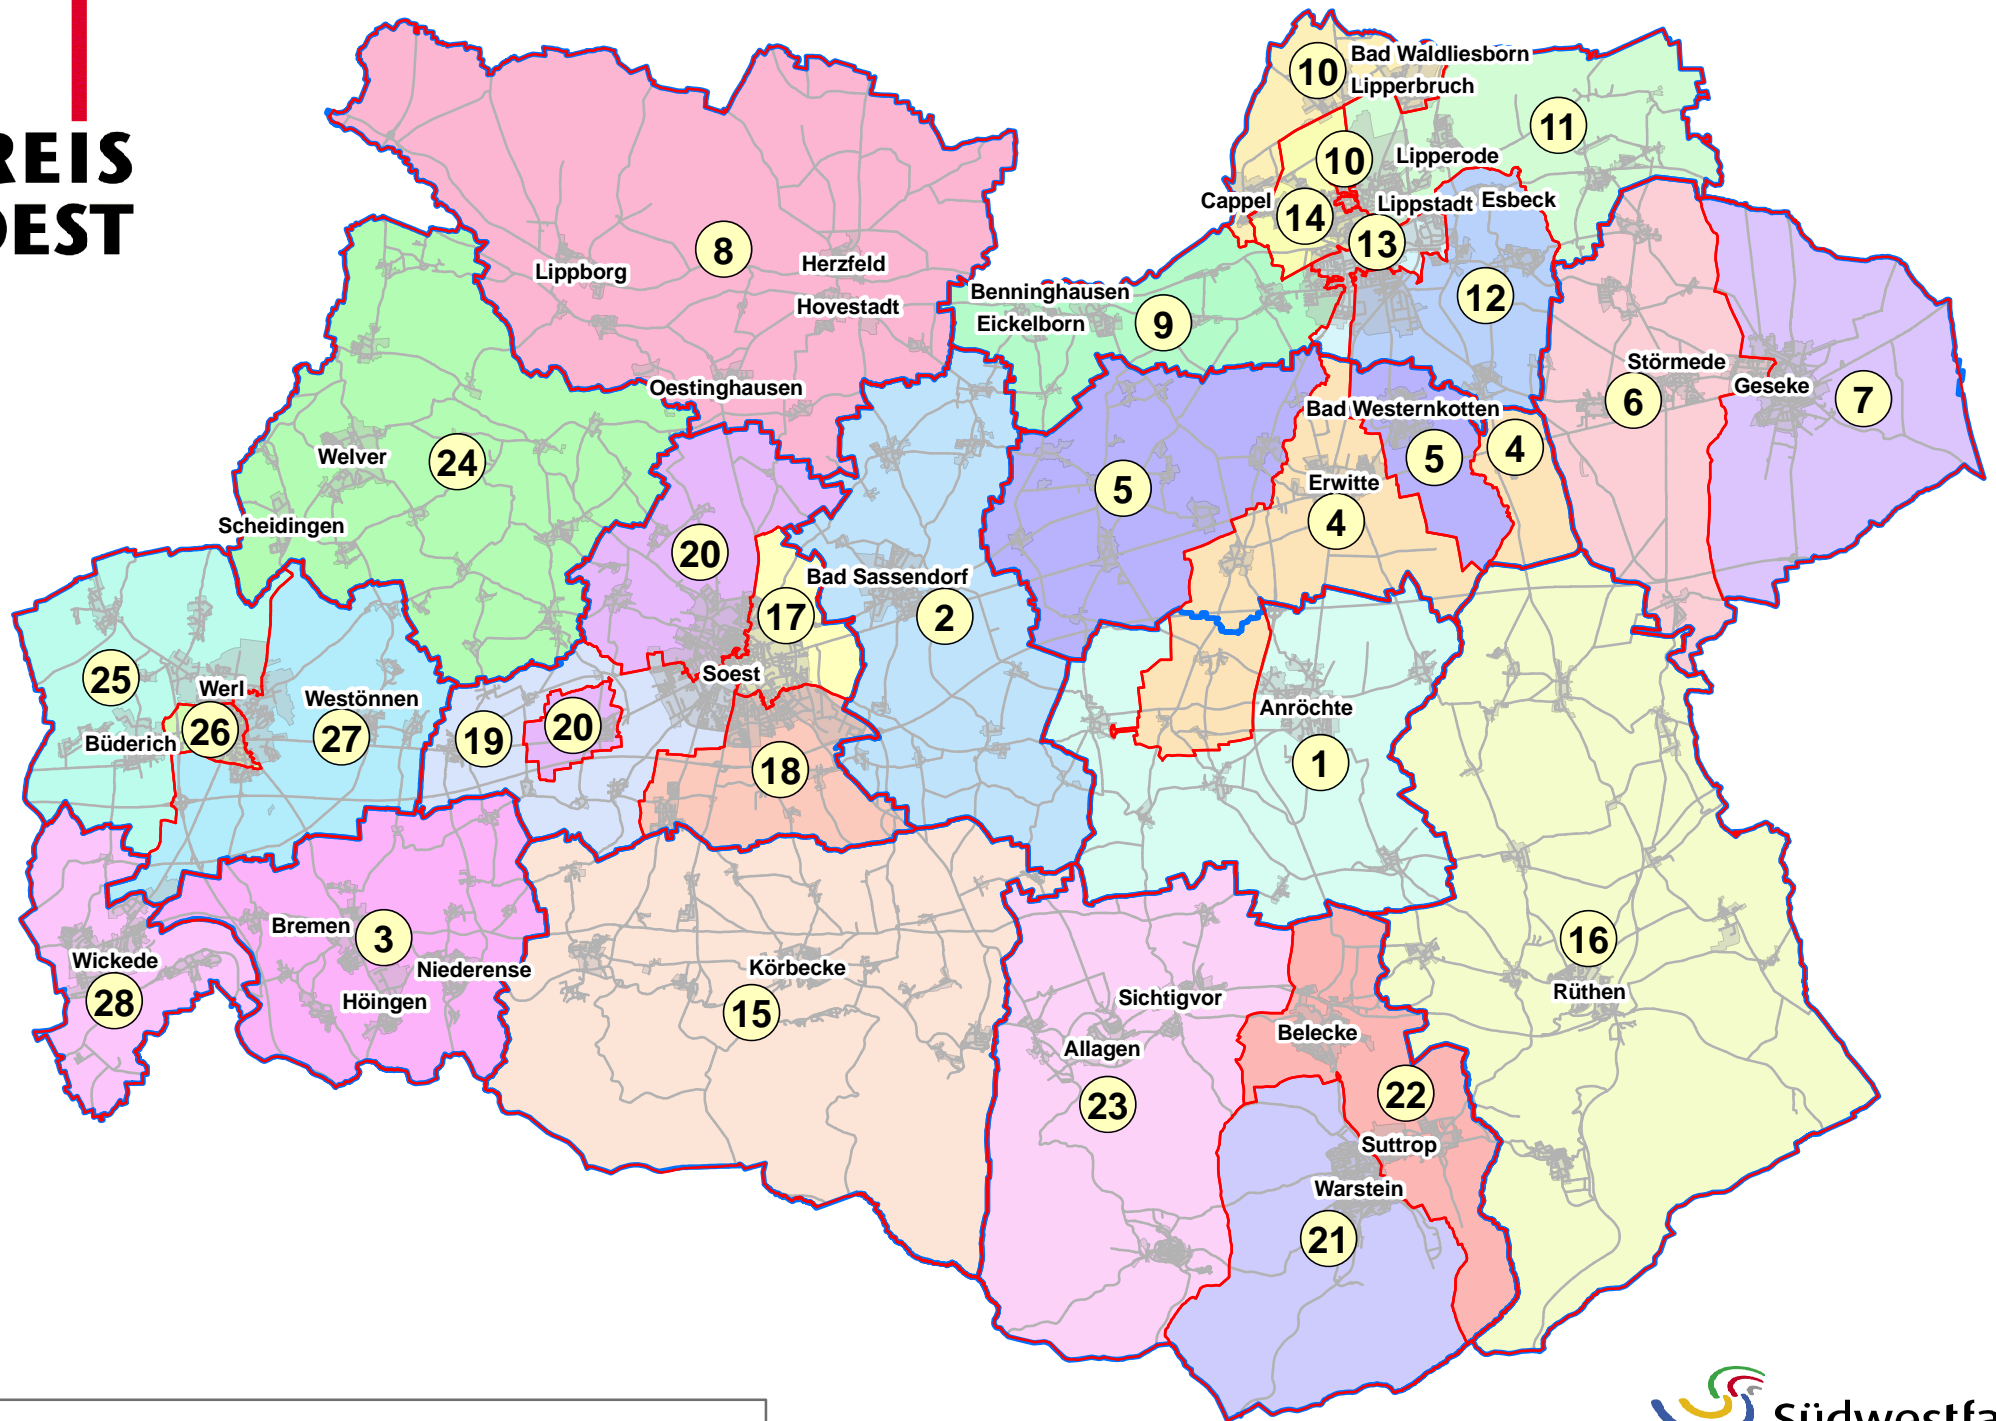 REIS
OEST
10
Bad Waldliesborn
Lipperbruch
11
10
Lipperode
Cappel
14
Lippstadt
Esbeck
13
8
Lippborg
Herzfeld
Hovestadt
Benninghausen
Eickelborn
9
12
Störmede
Geseke
6
7
Oestinghausen
Bad Westernkotten
5
4
Welver
24
5
Erwitte
4
Scheidingen
20
Bad Sassendorf
17
2
25
Werl
Westönnen
Soest
Büderich
26
27
19
20
18
Anröchte
1
Bremen
3
Niederense
Höingen
Wickede
28
Körbecke
15
16
Rüthen
Sichtigvor
Allagen
23
Belecke
22
Suttrop
Warstein
21
Südwestfa